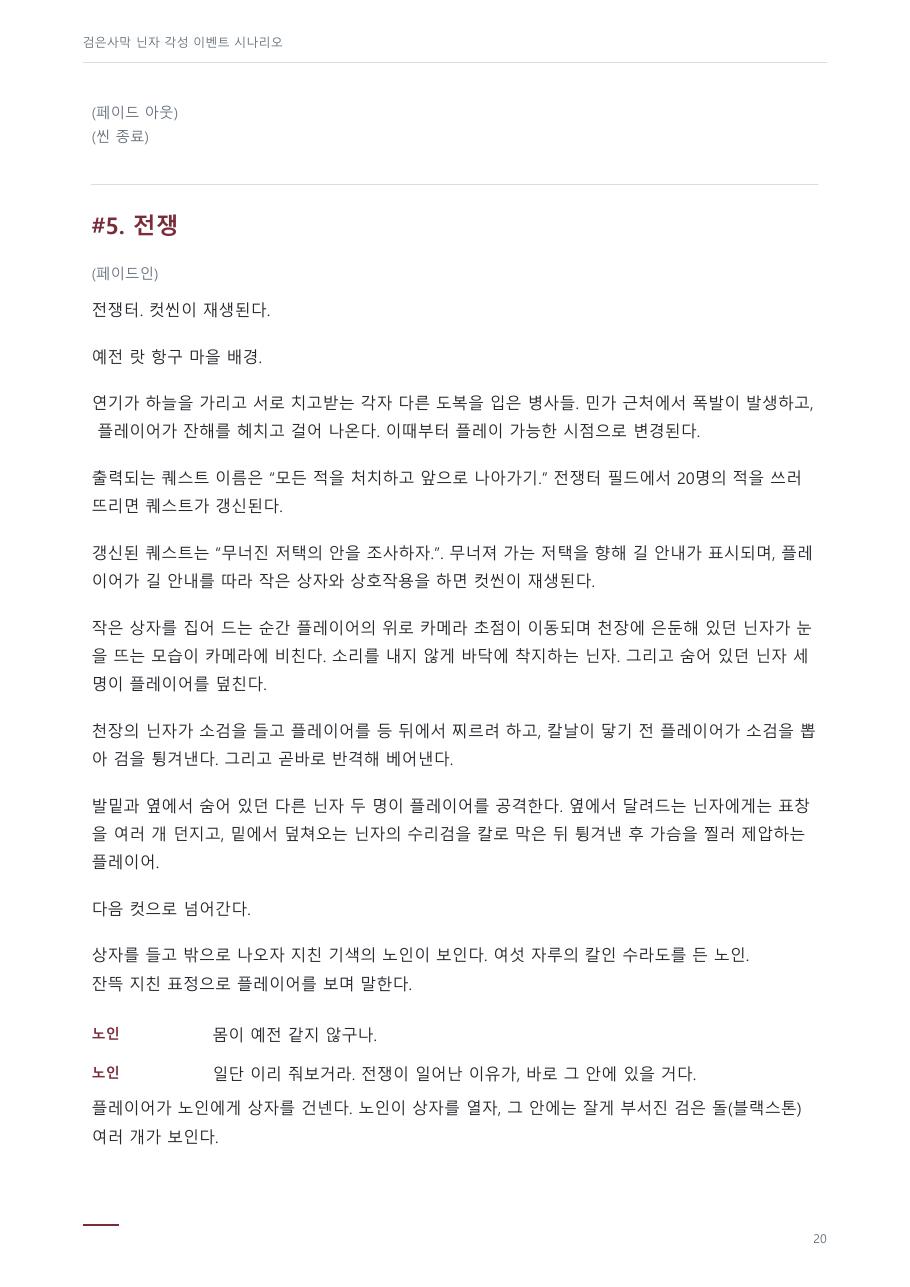 검은사막 닌자 각성 이벤트 시나리오
(페이드 아웃)
(씬 종료)
#5. 전쟁
(페이드인)
전쟁터. 컷씬이 재생된다.
예전 랏 항구 마을 배경.
연기가 하늘을 가리고 서로 치고받는 각자 다른 도복을 입은 병사들. 민가 근처에서 폭발이 발생하고,
플레이어가 잔해를 헤치고 걸어 나온다. 이때부터 플레이 가능한 시점으로 변경된다.
출력되는 퀘스트 이름은 “모든 적을 처치하고 앞으로 나아가기.” 전쟁터 필드에서 20명의 적을 쓰러
뜨리면 퀘스트가 갱신된다.
갱신된 퀘스트는 “무너진 저택의 안을 조사하자.”. 무너져 가는 저택을 향해 길 안내가 표시되며, 플레
이어가 길 안내를 따라 작은 상자와 상호작용을 하면 컷씬이 재생된다.
작은 상자를 집어 드는 순간 플레이어의 위로 카메라 초점이 이동되며 천장에 은둔해 있던 닌자가 눈
을 뜨는 모습이 카메라에 비친다. 소리를 내지 않게 바닥에 착지하는 닌자. 그리고 숨어 있던 닌자 세
명이 플레이어를 덮친다.
천장의 닌자가 소검을 들고 플레이어를 등 뒤에서 찌르려 하고, 칼날이 닿기 전 플레이어가 소검을 뽑
아 검을 튕겨낸다. 그리고 곧바로 반격해 베어낸다.
발밑과 옆에서 숨어 있던 다른 닌자 두 명이 플레이어를 공격한다. 옆에서 달려드는 닌자에게는 표창
을 여러 개 던지고, 밑에서 덮쳐오는 닌자의 수리검을 칼로 막은 뒤 튕겨낸 후 가슴을 찔러 제압하는
플레이어.
다음 컷으로 넘어간다.
상자를 들고 밖으로 나오자 지친 기색의 노인이 보인다. 여섯 자루의 칼인 수라도를 든 노인.
잔뜩 지친 표정으로 플레이어를 보며 말한다.
노인 몸이 예전 같지 않구나.
노인 일단 이리 줘보거라. 전쟁이 일어난 이유가, 바로 그 안에 있을 거다.
플레이어가 노인에게 상자를 건넨다. 노인이 상자를 열자, 그 안에는 잘게 부서진 검은 돌(블랙스톤)
여러 개가 보인다.
20